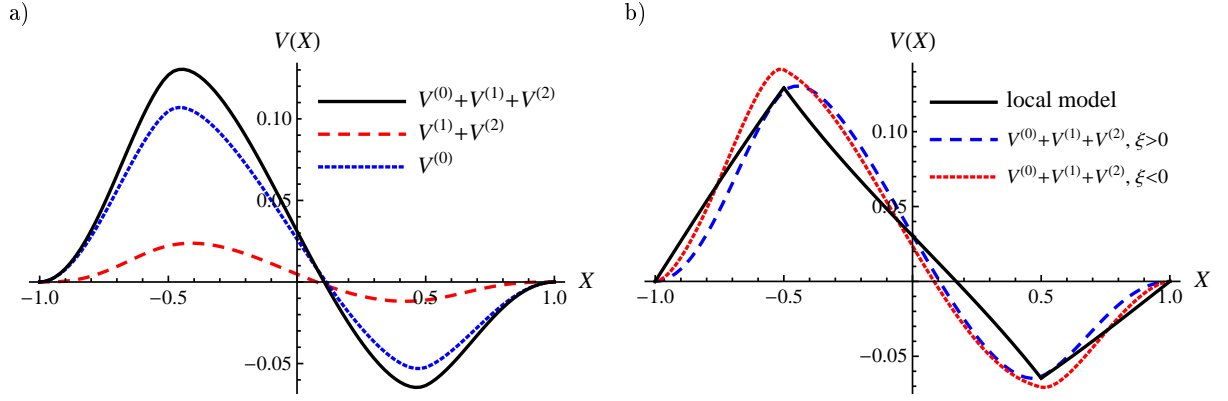 a)
V(X)
V(0)+V(1)+V(2)
V(1)+V(2)
V(0)
0.10
0.05
−0.05
−1.0 −0.5 0.5 1.0 X
b)
V(X)
local model
V(0)+V(1)+V(2), ξ>0
V(0)+V(1)+V(2), ξ<0
0.10
0.05
−0.05
−1.0 −0.5 0.5 1.0 X